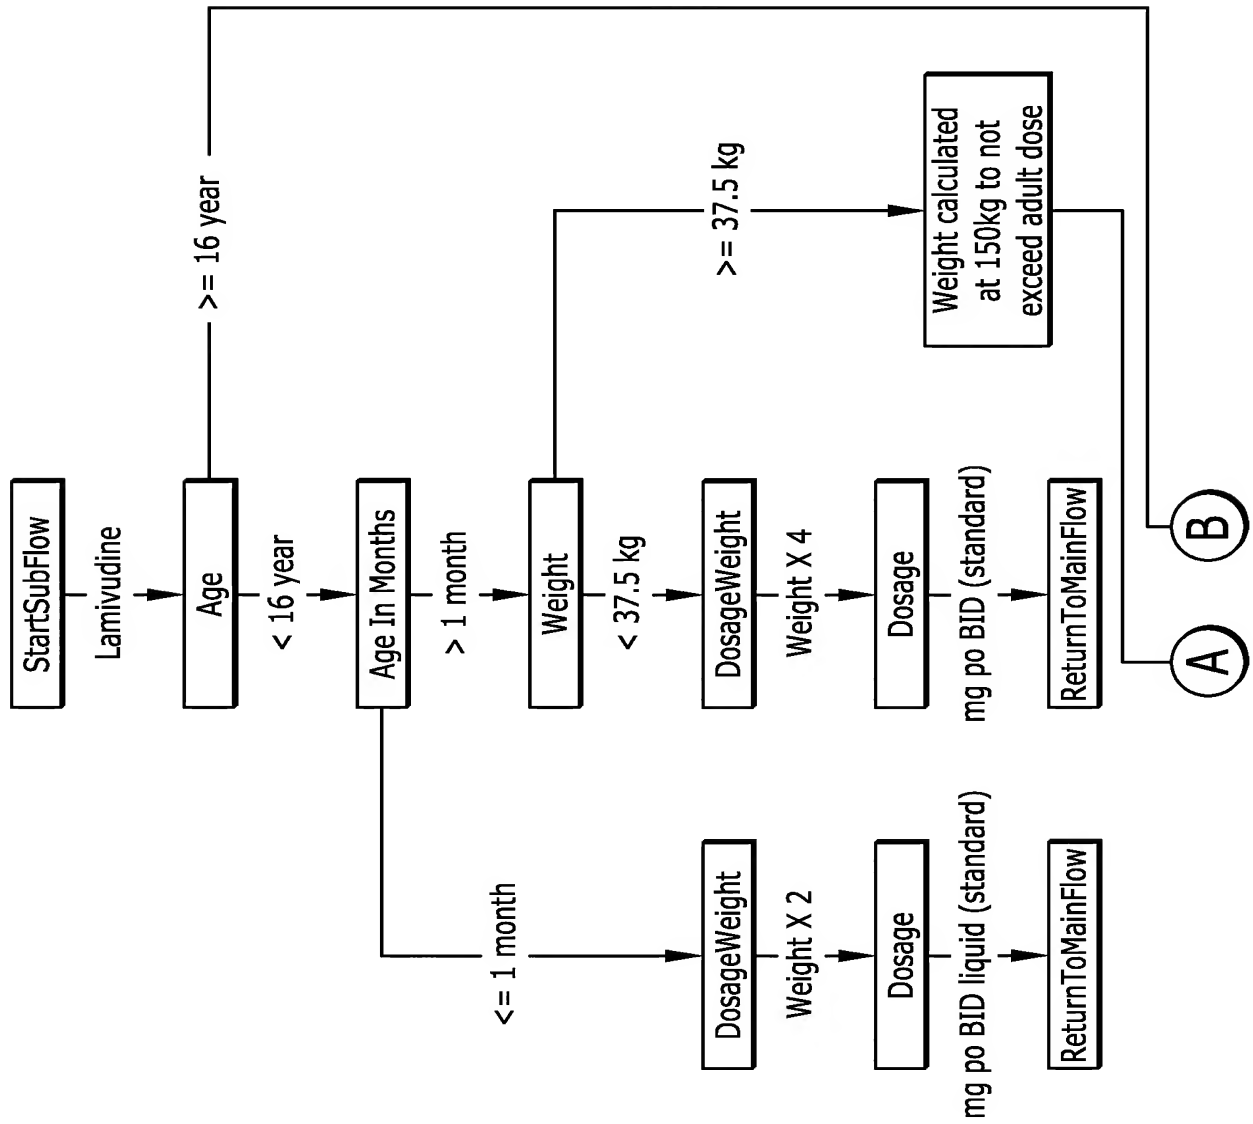 StartSubFlow
Lamivudine
Age
>= 16 year
< 16 year
Age In Months
> 1 month
<= 1 month
Weight
>= 37.5 kg
< 37.5 kg
DosageWeight
Weight X 2
Dosage
mg po BID liquid (standard)
ReturnToMainFlow
DosageWeight
Weight X 4
Dosage
mg po BID (standard)
ReturnToMainFlow
Weight calculated
at 150kg to not
exceed adult dose
A
B